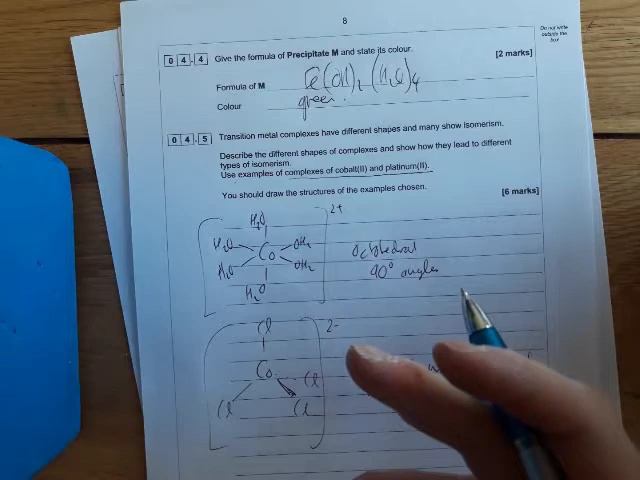 8
Do not write
outside the
box
0 4 . 4 Give the formula of Precipitate M and state its colour.
[2 marks]
Formula of M Fe(OH)2(H2O)4
Colour green.
0 4 . 5 Transition metal complexes have different shapes and many show isomerism.
Describe the different shapes of complexes and show how they lead to different
types of isomerism.
Use examples of complexes of cobalt(II) and platinum(II).
You should draw the structures of the examples chosen.
[6 marks]
2+
H2O
H2O OH2
Co
H2O OH2
H2O
octahedral
90° angles
2-
Cl
Co
Cl
Cl Cl